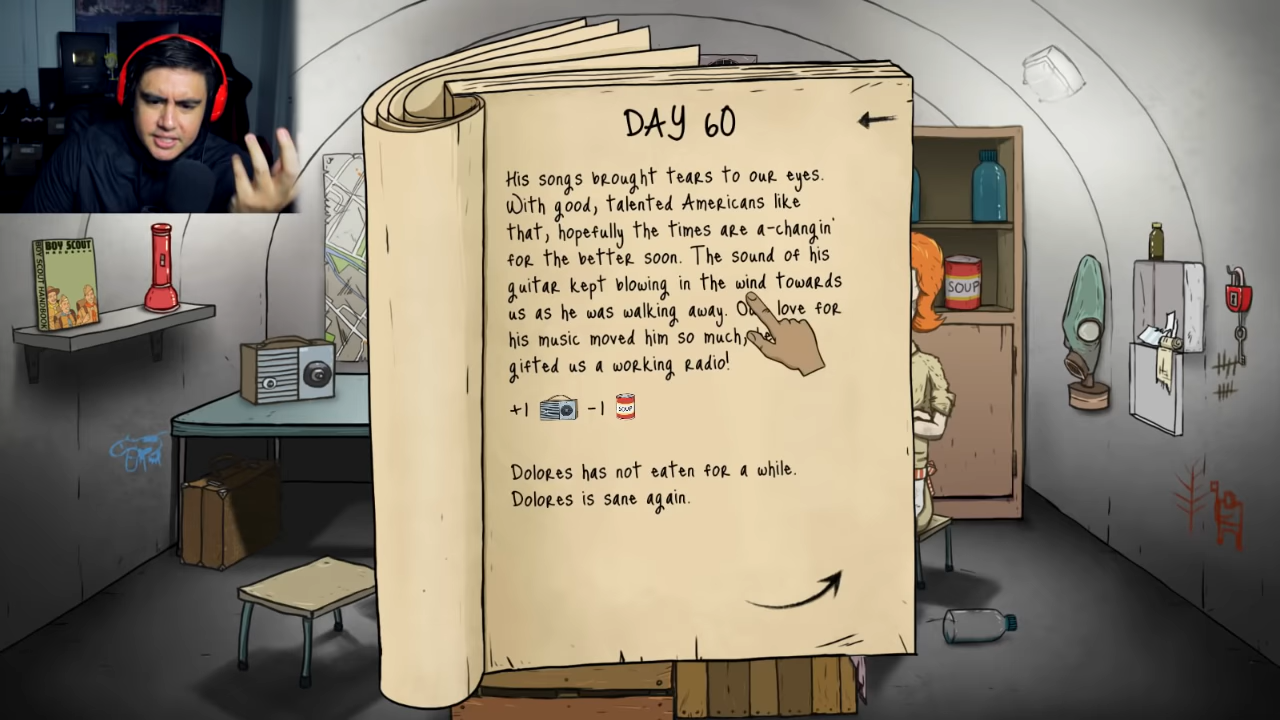 DAY 60
His songs brought tears to our eyes.
With good, talented Americans like
that, hopefully the times are a-changin'
for the better soon. The sound of his
guitar kept blowing in the wind towards
us as he was walking away. love for
his music moved him so much,
gifted us a working radio!
+1 -1 SOUP
Dolores has not eaten for a while.
Dolores is sane again.
BOY SCOUT
BOY SCOUT HANDBOOK
SOUP